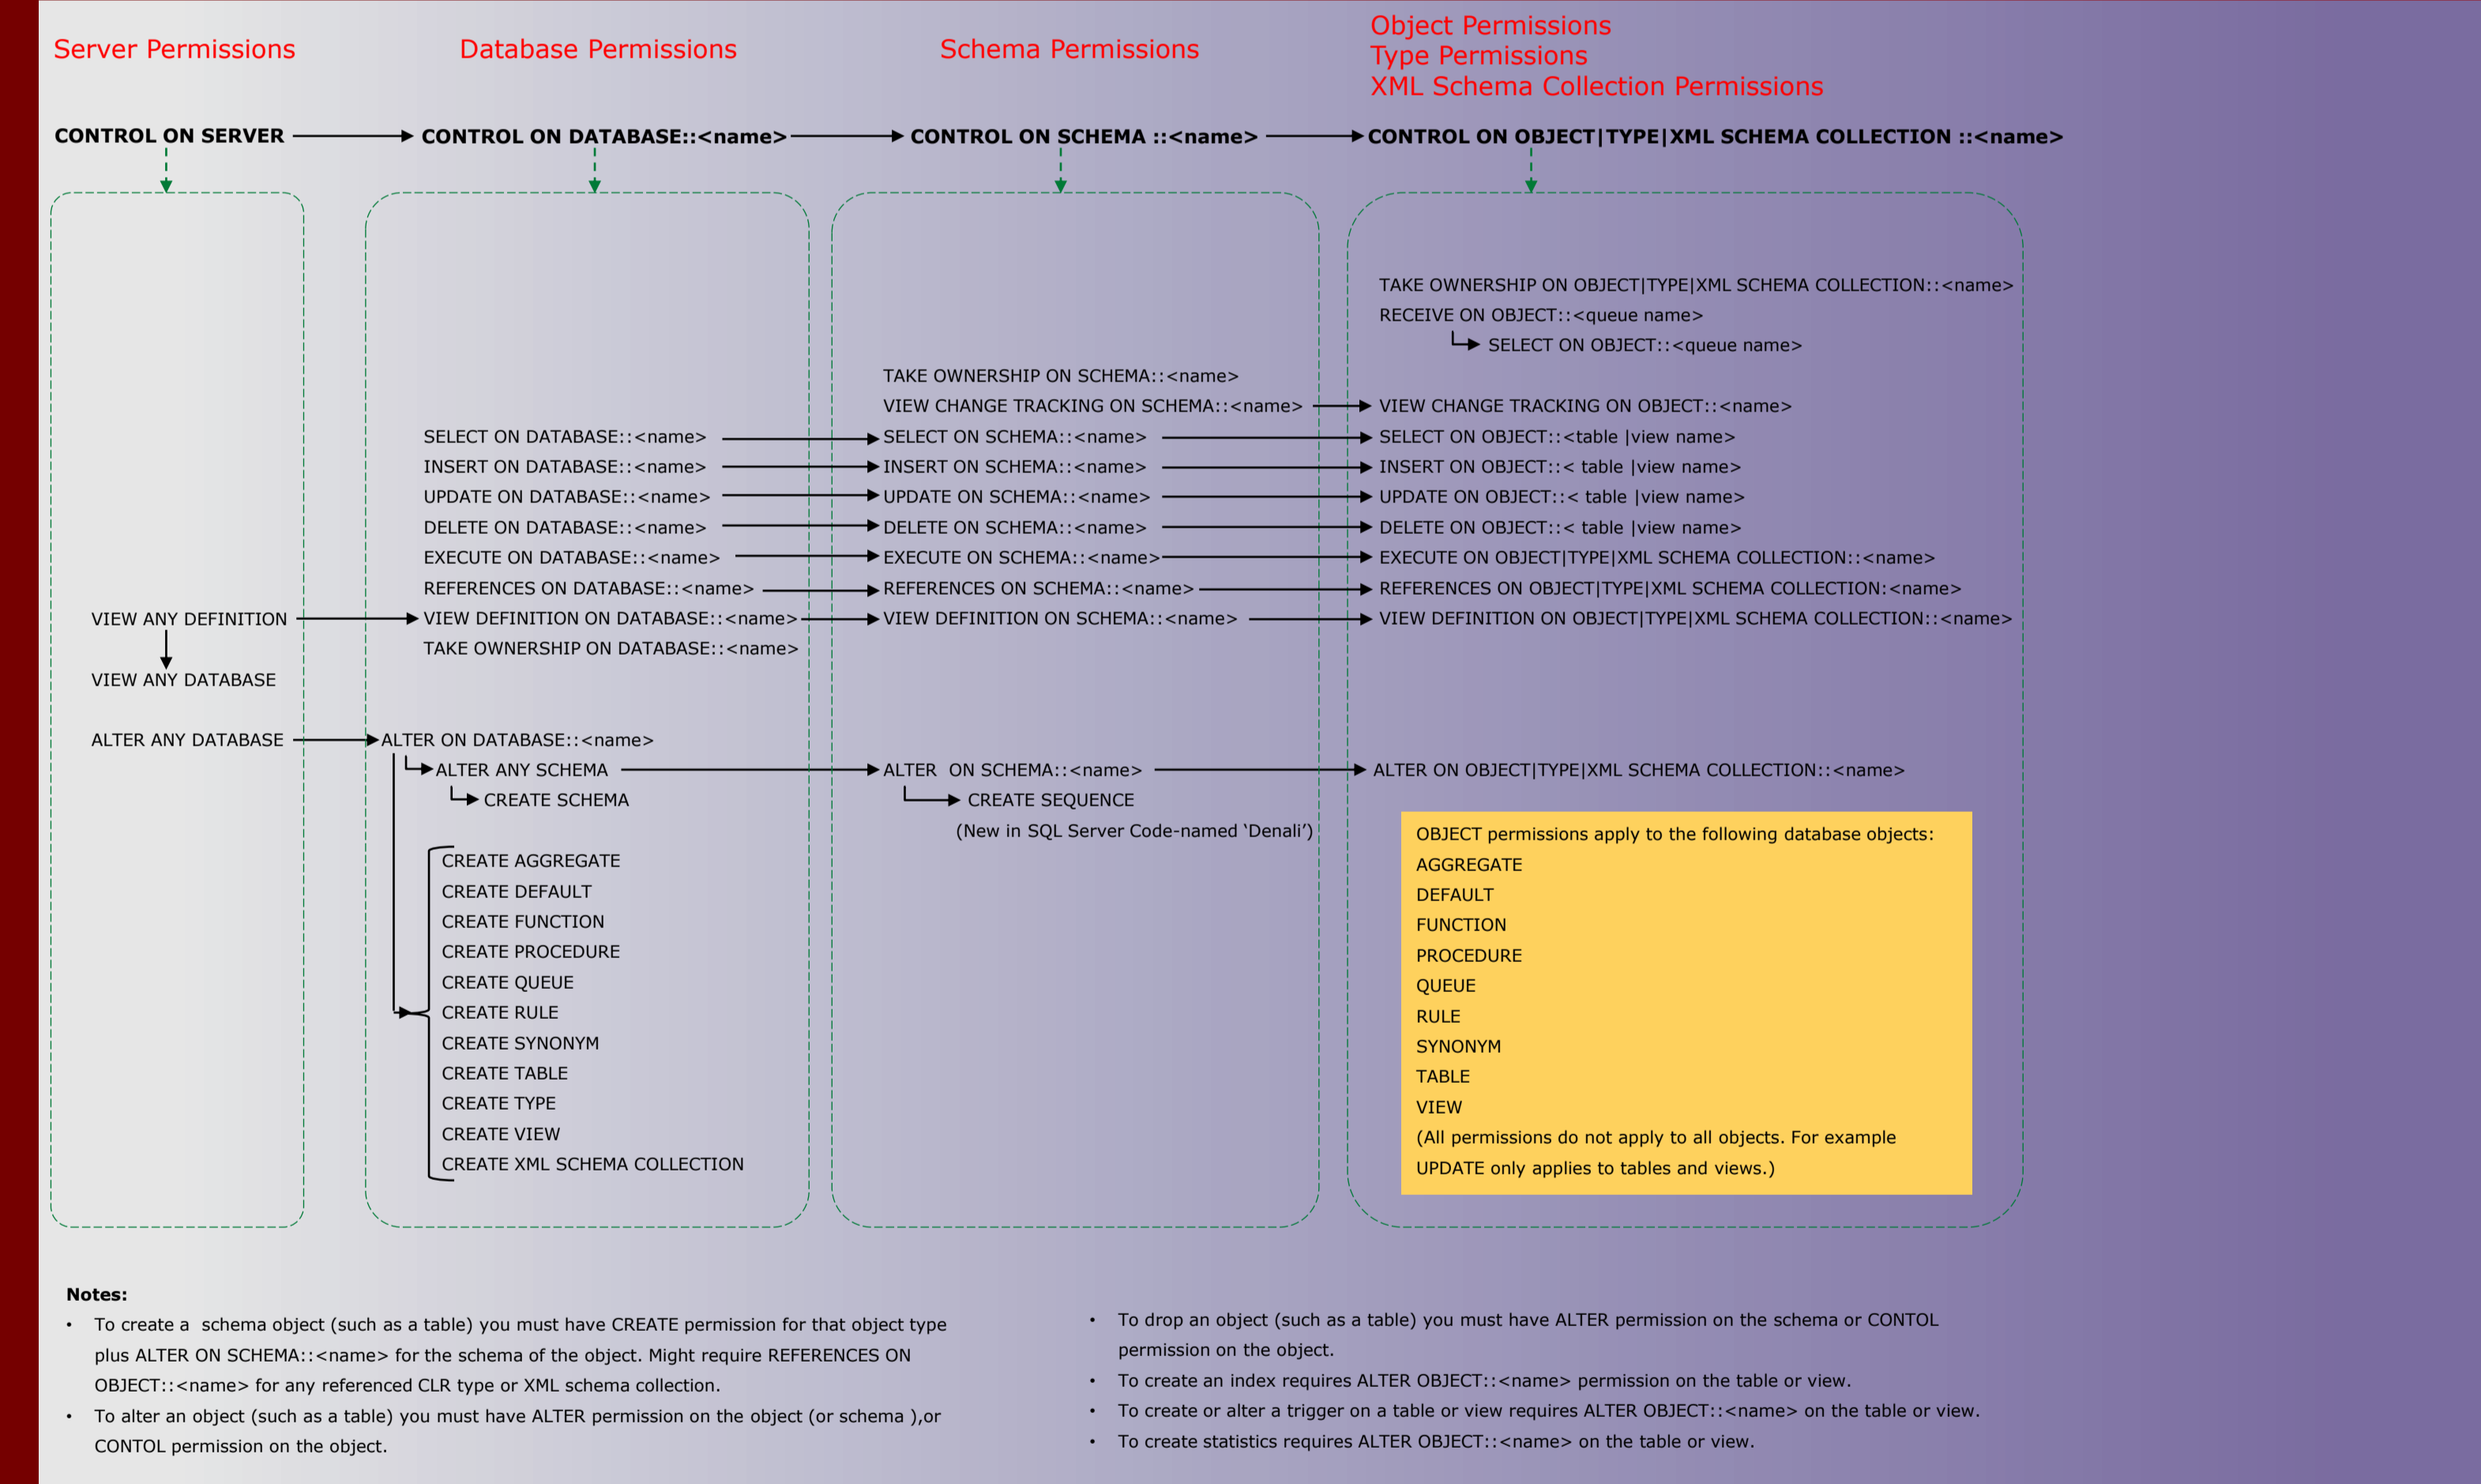 Server Permissions
Database Permissions
Schema Permissions
Object Permissions
Type Permissions
XML Schema Collection Permissions
CONTROL ON SERVER
CONTROL ON DATABASE::<name>
CONTROL ON SCHEMA ::<name>
CONTROL ON OBJECT|TYPE|XML SCHEMA COLLECTION ::<name>
VIEW ANY DEFINITION
VIEW ANY DATABASE
ALTER ANY DATABASE
SELECT ON DATABASE::<name>
INSERT ON DATABASE::<name>
UPDATE ON DATABASE::<name>
DELETE ON DATABASE::<name>
EXECUTE ON DATABASE::<name>
REFERENCES ON DATABASE::<name>
VIEW DEFINITION ON DATABASE::<name>
TAKE OWNERSHIP ON DATABASE::<name>
ALTER ON DATABASE::<name>
ALTER ANY SCHEMA
CREATE SCHEMA
CREATE AGGREGATE
CREATE DEFAULT
CREATE FUNCTION
CREATE PROCEDURE
CREATE QUEUE
CREATE RULE
CREATE SYNONYM
CREATE TABLE
CREATE TYPE
CREATE VIEW
CREATE XML SCHEMA COLLECTION
TAKE OWNERSHIP ON SCHEMA::<name>
VIEW CHANGE TRACKING ON SCHEMA::<name>
SELECT ON SCHEMA::<name>
INSERT ON SCHEMA::<name>
UPDATE ON SCHEMA::<name>
DELETE ON SCHEMA::<name>
EXECUTE ON SCHEMA::<name>
REFERENCES ON SCHEMA::<name>
VIEW DEFINITION ON SCHEMA::<name>
ALTER  ON SCHEMA::<name>
CREATE SEQUENCE
(New in SQL Server Code-named ‘Denali’)
TAKE OWNERSHIP ON OBJECT|TYPE|XML SCHEMA COLLECTION::<name>
RECEIVE ON OBJECT::<queue name>
SELECT ON OBJECT::<queue name>
VIEW CHANGE TRACKING ON OBJECT::<name>
SELECT ON OBJECT::<table |view name>
INSERT ON OBJECT::< table |view name>
UPDATE ON OBJECT::< table |view name>
DELETE ON OBJECT::< table |view name>
EXECUTE ON OBJECT|TYPE|XML SCHEMA COLLECTION::<name>
REFERENCES ON OBJECT|TYPE|XML SCHEMA COLLECTION:<name>
VIEW DEFINITION ON OBJECT|TYPE|XML SCHEMA COLLECTION::<name>
ALTER ON OBJECT|TYPE|XML SCHEMA COLLECTION::<name>
OBJECT permissions apply to the following database objects:
AGGREGATE
DEFAULT
FUNCTION
PROCEDURE
QUEUE
RULE
SYNONYM
TABLE
VIEW
(All permissions do not apply to all objects. For example
UPDATE only applies to tables and views.)
Notes:
• To create a  schema object (such as a table) you must have CREATE permission for that object type
plus ALTER ON SCHEMA::<name> for the schema of the object. Might require REFERENCES ON
OBJECT::<name> for any referenced CLR type or XML schema collection.
• To alter an object (such as a table) you must have ALTER permission on the object (or schema ),or
CONTOL permission on the object.
• To drop an object (such as a table) you must have ALTER permission on the schema or CONTOL
permission on the object.
• To create an index requires ALTER OBJECT::<name> permission on the table or view.
• To create or alter a trigger on a table or view requires ALTER OBJECT::<name> on the table or view.
• To create statistics requires ALTER OBJECT::<name> on the table or view.